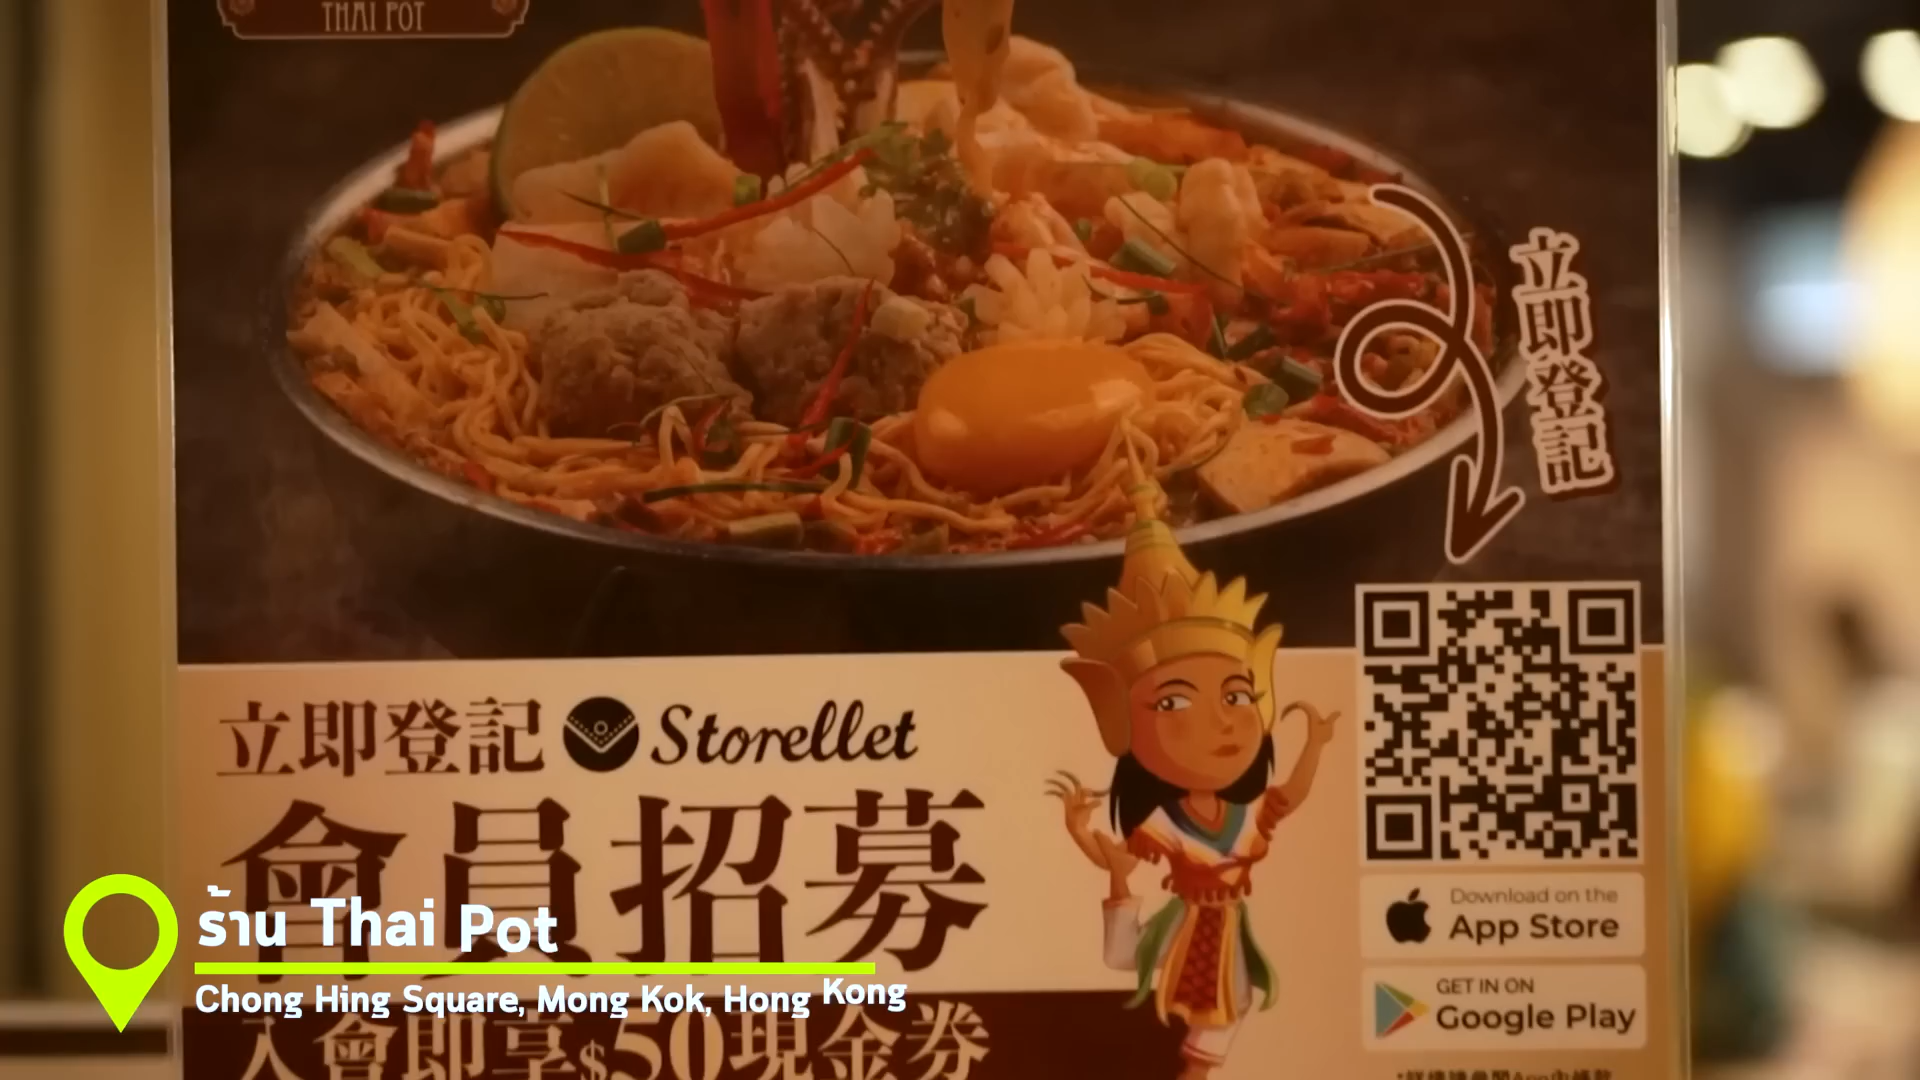 THAI POT
立即登記
立即登記 Storellet
會員招募
Download on the
App Store
GET IN ON
Google Play
ร้าน Thai Pot
Chong Hing Square, Mong Kok, Hong Kong
入會即享$50現金券